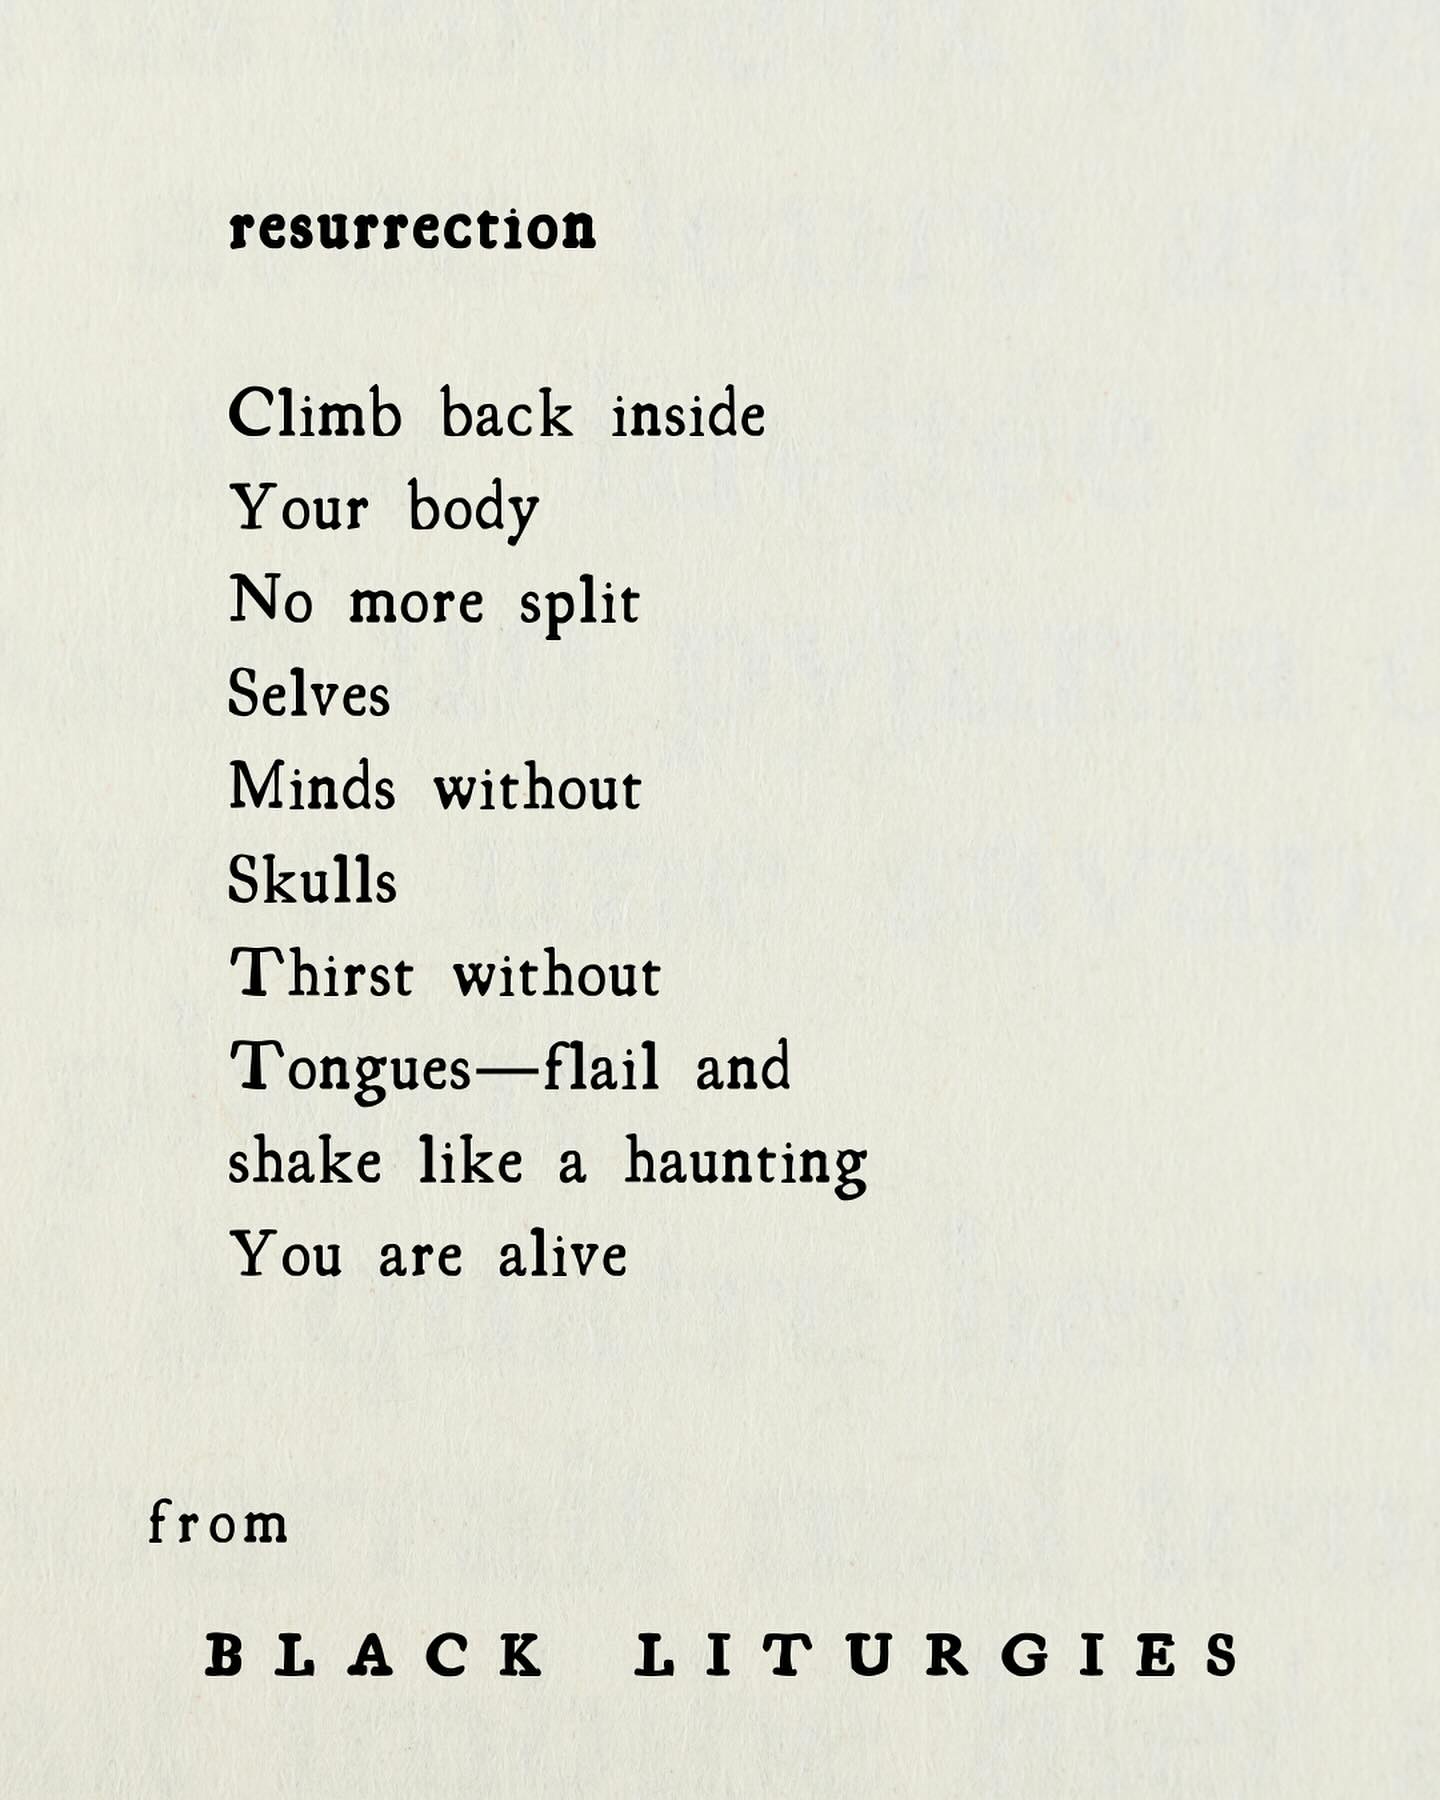 resurrection
Climb back inside
Your body
No more split
Selves
Minds without
Skulls
Thirst without
Tongues—flail and
shake like a haunting
You are alive
from
BLACK LITURGIES